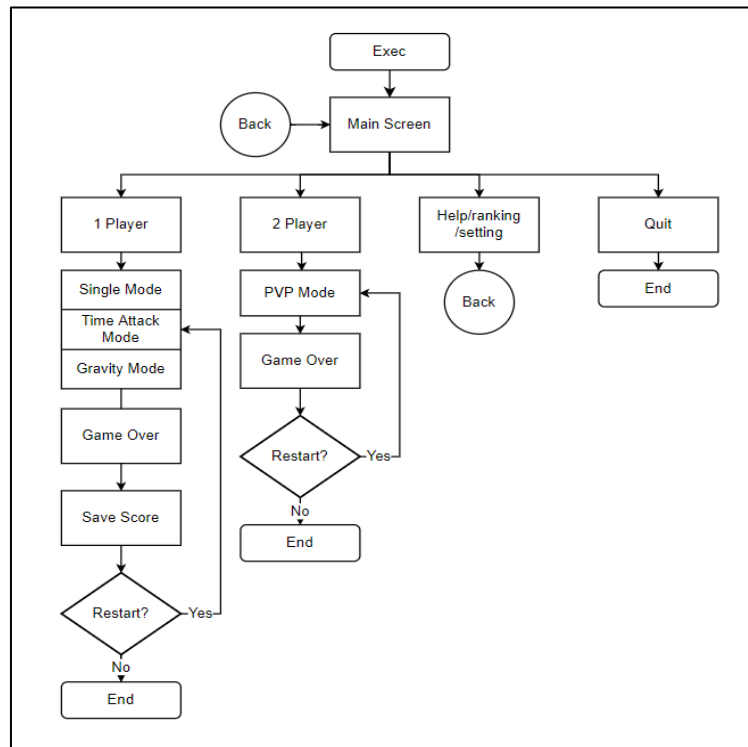 Exec
Back
Main Screen
1 Player
2 Player
Help/ranking
/setting
Quit
Single Mode
Time Attack
Mode
Gravity Mode
Game Over
Save Score
Restart?
Yes
No
End
PVP Mode
Game Over
Restart?
Yes
No
End
Back
End